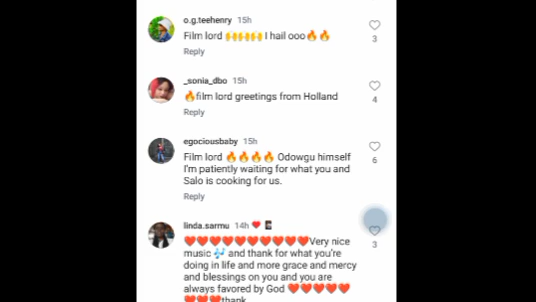 o.g.teehenry 15h
Film lord 🙌🙌🙌 I hail ooo🔥🔥
3
Reply
_sonia_dbo 15h
🔥film lord greetings from Holland
4
Reply
egociousbaby 15h
Film lord 🔥🔥🔥🔥 Odowgu himself
I'm patiently waiting for what you and
Salo is cooking for us.
6
Reply
linda.sarmu 14h ❤️
❤️❤️❤️❤️❤️❤️❤️❤️❤️❤️Very nice
music 🎶 and thank for what you're
doing in life and more grace and mercy
and blessings on you and you are
always favored by God ❤️❤️❤️❤️❤️
❤️❤️❤️thank
3